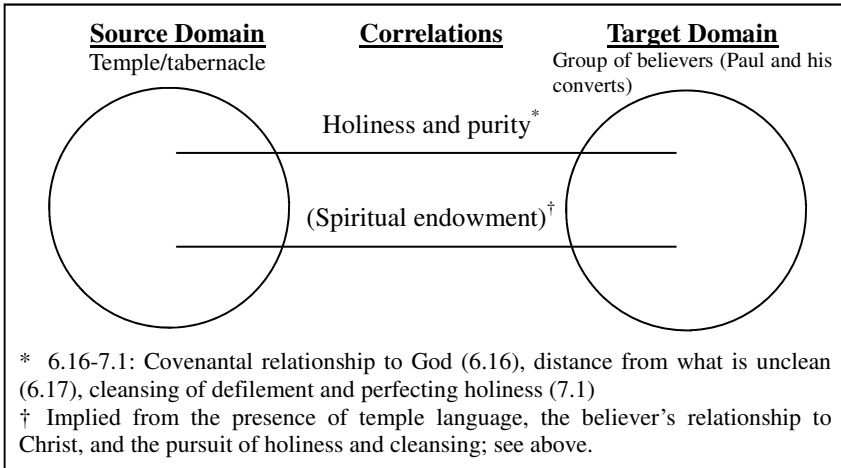 Source Domain Correlations Target Domain
Temple/tabernacle Group of believers (Paul and his
converts)
Holiness and purity*
(Spiritual endowment)†
* 6.16-7.1: Covenantal relationship to God (6.16), distance from what is unclean
(6.17), cleansing of defilement and perfecting holiness (7.1)
† Implied from the presence of temple language, the believer's relationship to
Christ, and the pursuit of holiness and cleansing; see above.